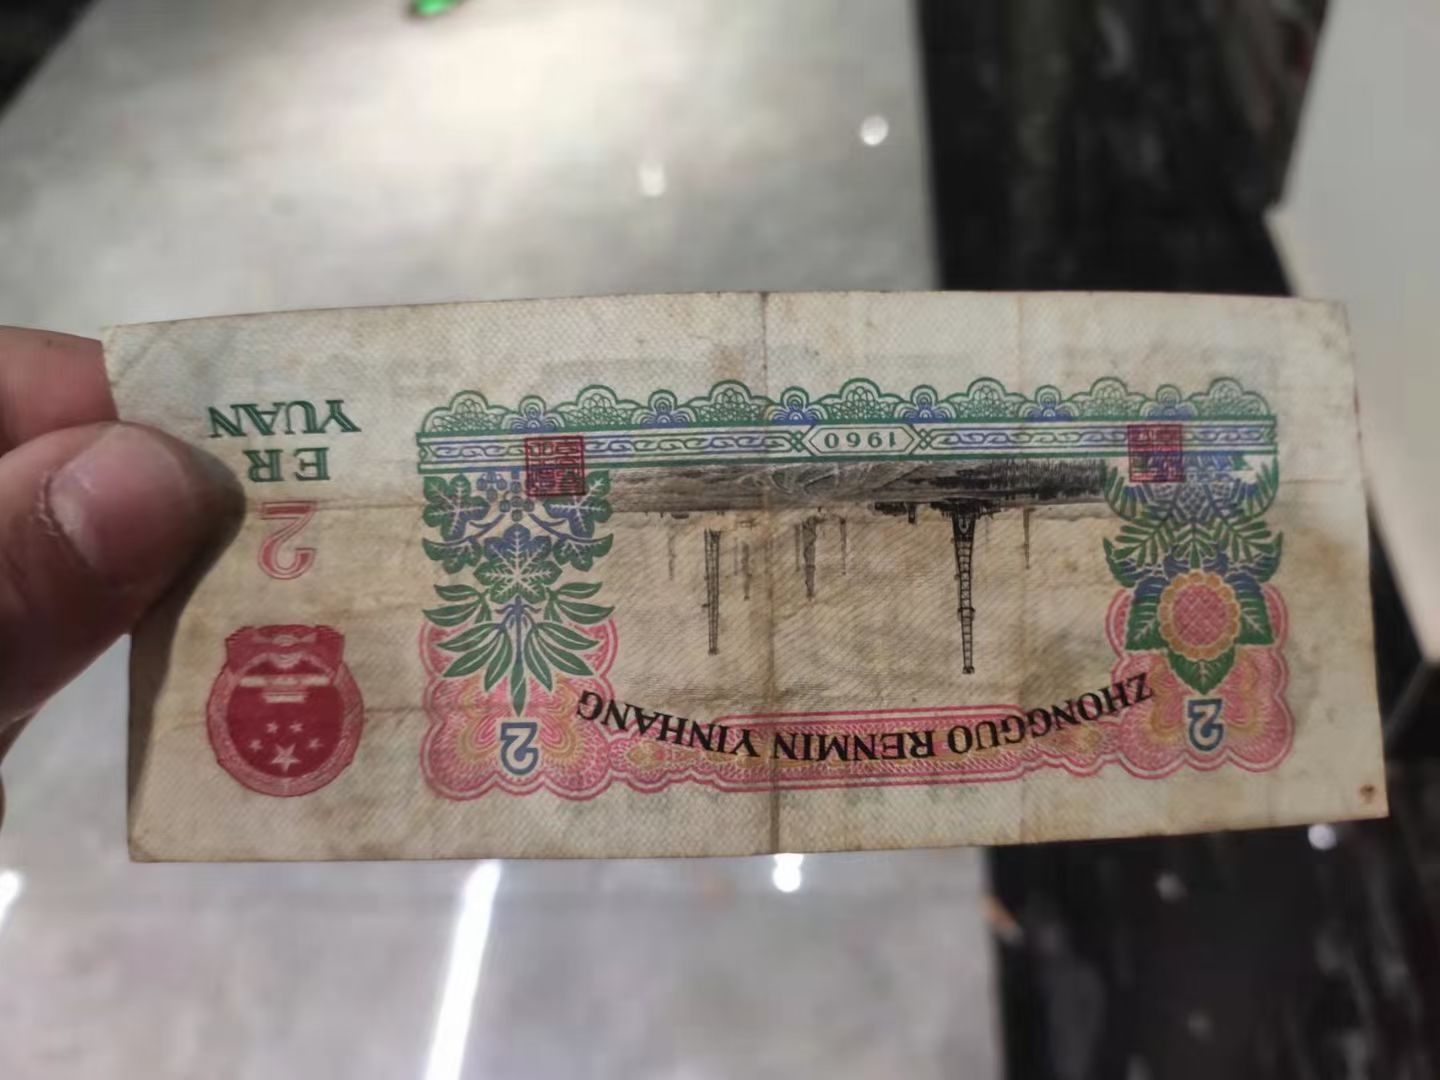 ZHONGGUO RENMIN YINHANG
2
2
2
ER
YUAN
1960